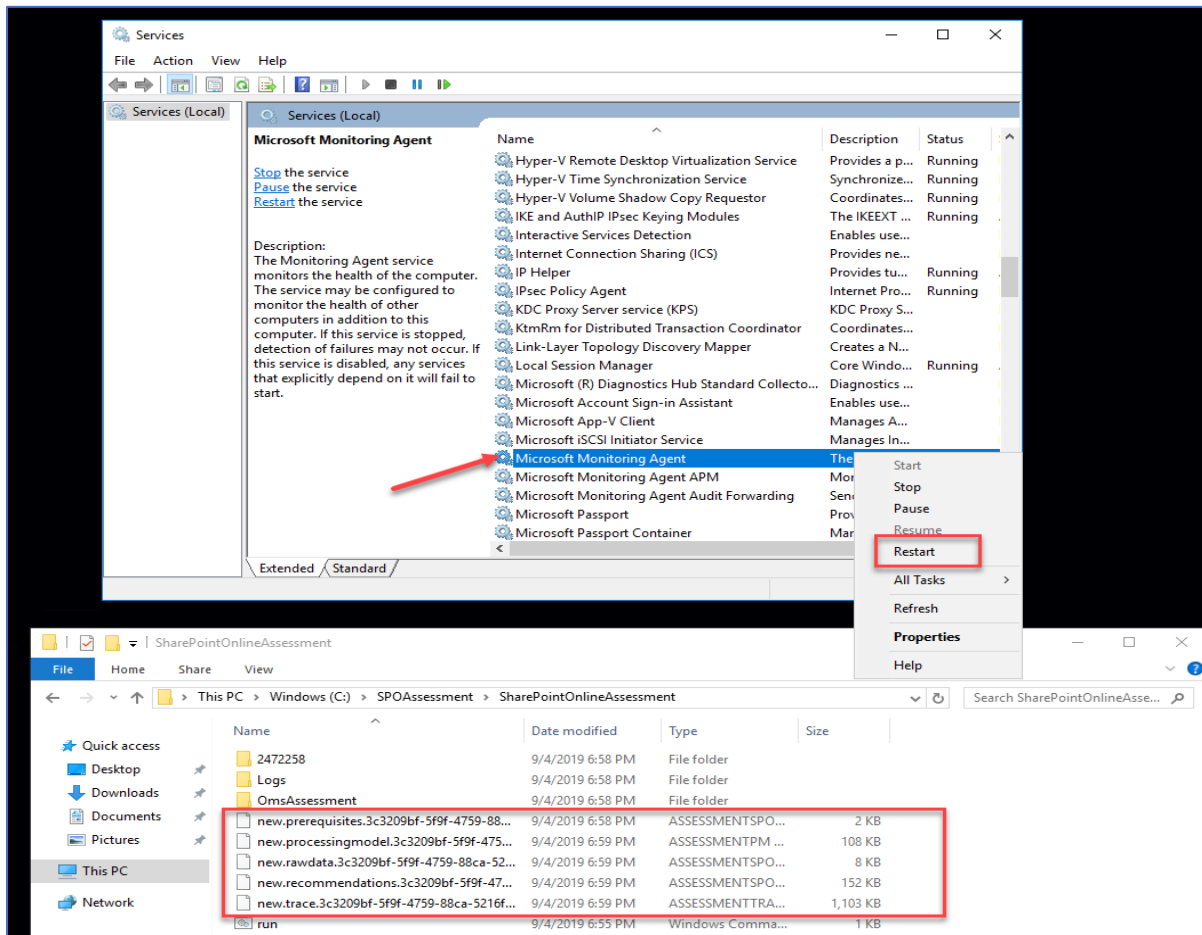 Services
File Action View Help
Services (Local)
Services (Local)
Microsoft Monitoring Agent
Stop the service
Pause the service
Restart the service
Description:
The Monitoring Agent service
monitors the health of the computer.
The service may be configured to
monitor the health of other
computers in addition to this
computer. If this service is stopped,
detection of failures may not occur. If
this service is disabled, any services
that explicitly depend on it will fail to
start.
Name Description Status
Hyper-V Remote Desktop Virtualization Service Provides a p... Running
Hyper-V Time Synchronization Service Synchronize... Running
Hyper-V Volume Shadow Copy Requestor Coordinates... Running
IKE and AuthIP IPsec Keying Modules The IKEEXT ... Running
Interactive Services Detection Enables use...
Internet Connection Sharing (ICS) Provides ne...
IP Helper Provides tu... Running
IPsec Policy Agent Internet Pro... Running
KDC Proxy Server service (KPS) KDC Proxy S...
KtmRm for Distributed Transaction Coordinator Coordinates...
Link-Layer Topology Discovery Mapper Creates a N...
Local Session Manager Core Windo... Running
Microsoft (R) Diagnostics Hub Standard Collecto... Diagnostics ...
Microsoft Account Sign-in Assistant Enables use...
Microsoft App-V Client Manages A...
Microsoft iSCSI Initiator Service Manages In...
Microsoft Monitoring Agent The
Microsoft Monitoring Agent APM Mor
Microsoft Monitoring Agent Audit Forwarding Sen
Microsoft Passport Prov
Microsoft Passport Container Mar
Extended Standard
Start
Stop
Pause
Resume
Restart
All Tasks
Refresh
Properties
Help
SharePointOnlineAssessment
File Home Share View
This PC > Windows (C:) > SPOAssessment > SharePointOnlineAssessment
Search SharePointOnlineAsse...
Quick access
Desktop
Downloads
Documents
Pictures
This PC
Network
Name Date modified Type Size
2472258 9/4/2019 6:58 PM File folder
Logs 9/4/2019 6:58 PM File folder
OmsAssessment 9/4/2019 6:58 PM File folder
new.prerequisites.3c3209bf-5f9f-4759-88... 9/4/2019 6:58 PM ASSESSMENTSPO... 2 KB
new.processingmodel.3c3209bf-5f9f-475... 9/4/2019 6:59 PM ASSESSMENTPM ... 108 KB
new.rawdata.3c3209bf-5f9f-4759-88ca-52... 9/4/2019 6:59 PM ASSESSMENTSPO... 8 KB
new.recommendations.3c3209bf-5f9f-47... 9/4/2019 6:59 PM ASSESSMENTSPO... 152 KB
new.trace.3c3209bf-5f9f-4759-88ca-5216f... 9/4/2019 6:59 PM ASSESSMENTTRA... 1,103 KB
run 9/4/2019 6:55 PM Windows Comma... 1 KB